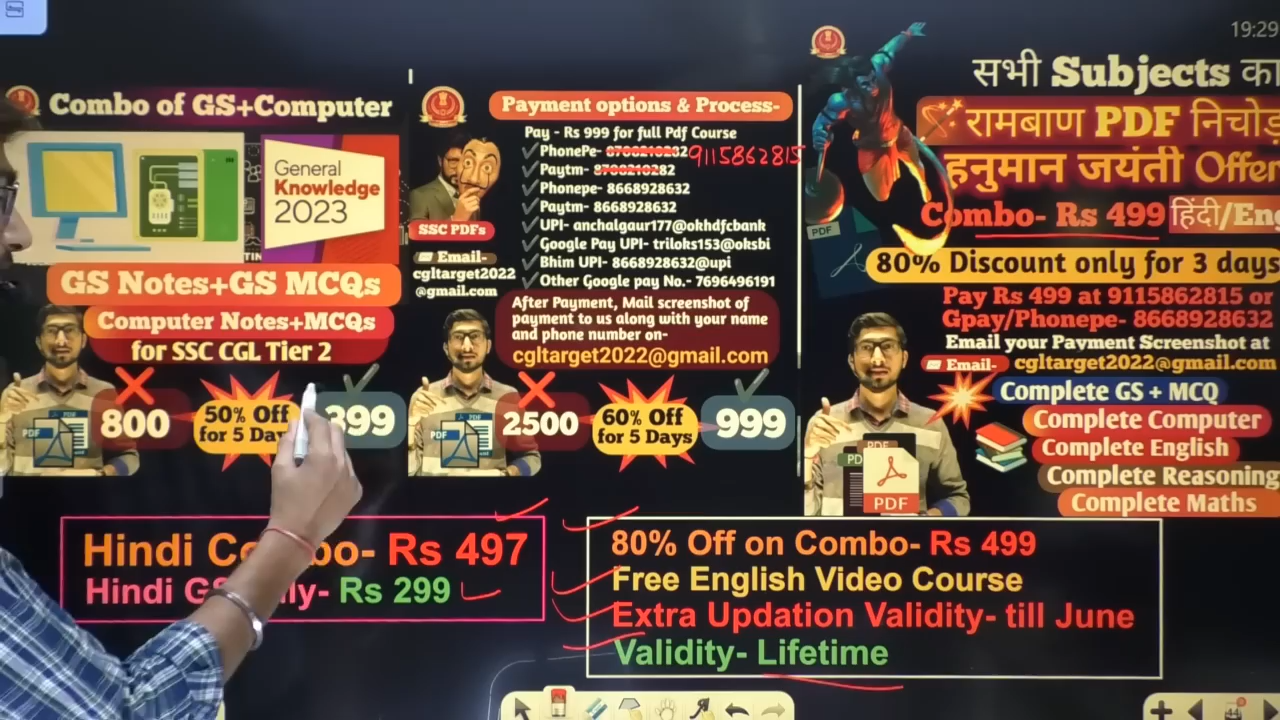 19:29
Combo of GS+Computer
General
Knowledge
2023
GS Notes+GS MCQs
Computer Notes+MCQs
for SSC CGL Tier 2
PDF
800
50% Off
for 5 Day
399
Payment options & Process-
Pay - Rs 999 for full Pdf Course
PhonePe- 8700210282 9115862815
Paytm- 8700210282
Phonepe- 8668928632
Paytm- 8668928632
UPI- anchalgaur177@okhdfcbank
Google Pay UPI- triloks153@oksbi
Bhim UPI- 8668928632@upi
Other Google pay No.- 7696496191
SSC PDFs
Email-
cgltarget2022
@gmail.com
After Payment, Mail screenshot of
payment to us along with your name
and phone number on-
cgltarget2022@gmail.com
PDF
2500
60% Off
for 5 Days
999
सभी Subjects का
रामबाण PDF निचोड़
हनुमान जयंती Offer
Combo- Rs 499 हिंदी/Eng
PDF
80% Discount only for 3 days
Pay Rs 499 at 9115862815 or
Gpay/Phonepe- 8668928632
Email your Payment Screenshot at
Email- cgltarget2022@gmail.com
Complete GS + MCQ
Complete Computer
Complete English
Complete Reasoning
Complete Maths
PDF
PDF
Hindi Combo- Rs 497
Hindi G ly- Rs 299
80% Off on Combo- Rs 499
Free English Video Course
Extra Updation Validity- till June
Validity- Lifetime